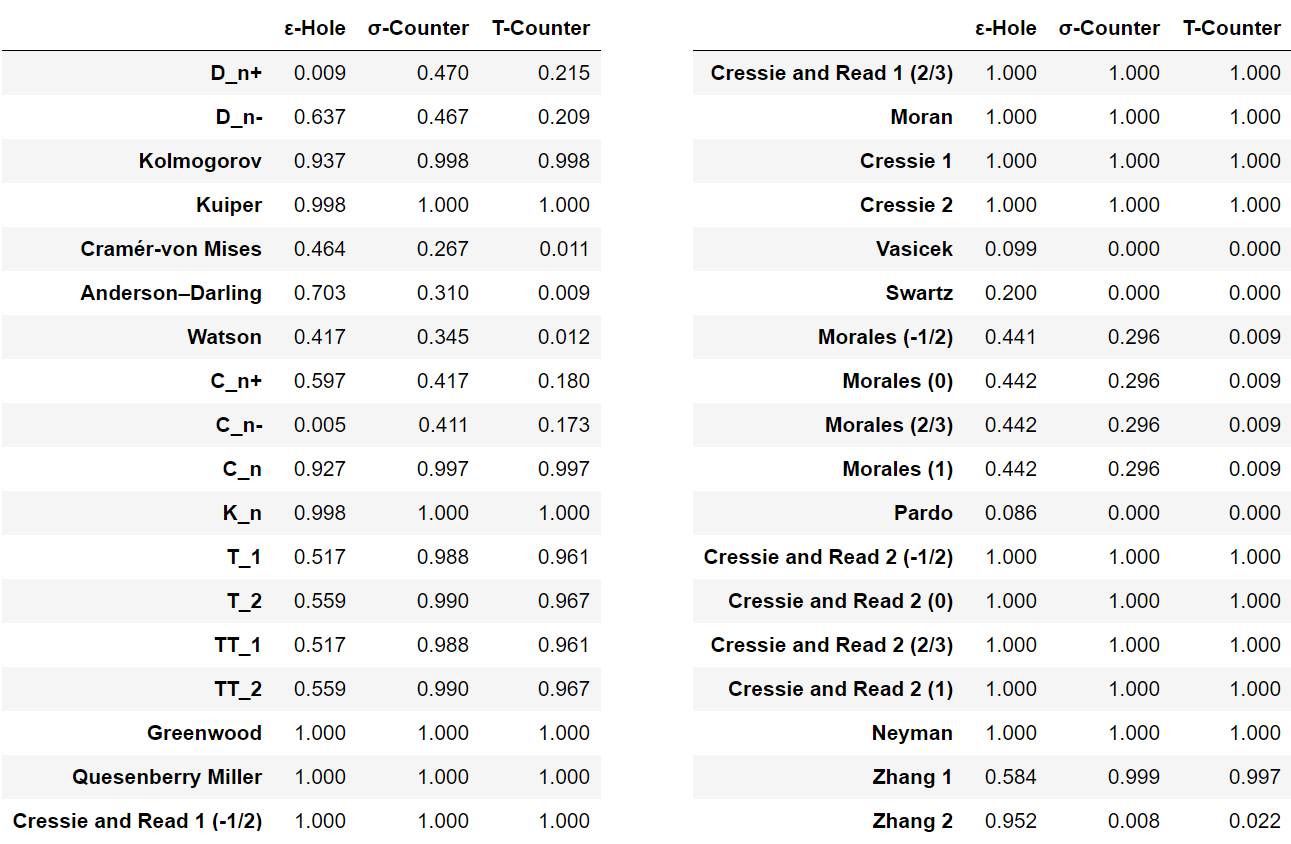 ε-Hole σ-Counter T-Counter
D_n+ 0.009 0.470 0.215
D_n- 0.637 0.467 0.209
Kolmogorov 0.937 0.998 0.998
Kuiper 0.998 1.000 1.000
Cramér-von Mises 0.464 0.267 0.011
Anderson–Darling 0.703 0.310 0.009
Watson 0.417 0.345 0.012
C_n+ 0.597 0.417 0.180
C_n- 0.005 0.411 0.173
C_n 0.927 0.997 0.997
K_n 0.998 1.000 1.000
T_1 0.517 0.988 0.961
T_2 0.559 0.990 0.967
TT_1 0.517 0.988 0.961
TT_2 0.559 0.990 0.967
Greenwood 1.000 1.000 1.000
Quesenberry Miller 1.000 1.000 1.000
Cressie and Read 1 (-1/2) 1.000 1.000 1.000
ε-Hole σ-Counter T-Counter
Cressie and Read 1 (2/3) 1.000 1.000 1.000
Moran 1.000 1.000 1.000
Cressie 1 1.000 1.000 1.000
Cressie 2 1.000 1.000 1.000
Vasicek 0.099 0.000 0.000
Swartz 0.200 0.000 0.000
Morales (-1/2) 0.441 0.296 0.009
Morales (0) 0.442 0.296 0.009
Morales (2/3) 0.442 0.296 0.009
Morales (1) 0.442 0.296 0.009
Pardo 0.086 0.000 0.000
Cressie and Read 2 (-1/2) 1.000 1.000 1.000
Cressie and Read 2 (0) 1.000 1.000 1.000
Cressie and Read 2 (2/3) 1.000 1.000 1.000
Cressie and Read 2 (1) 1.000 1.000 1.000
Neyman 1.000 1.000 1.000
Zhang 1 0.584 0.999 0.997
Zhang 2 0.952 0.008 0.022